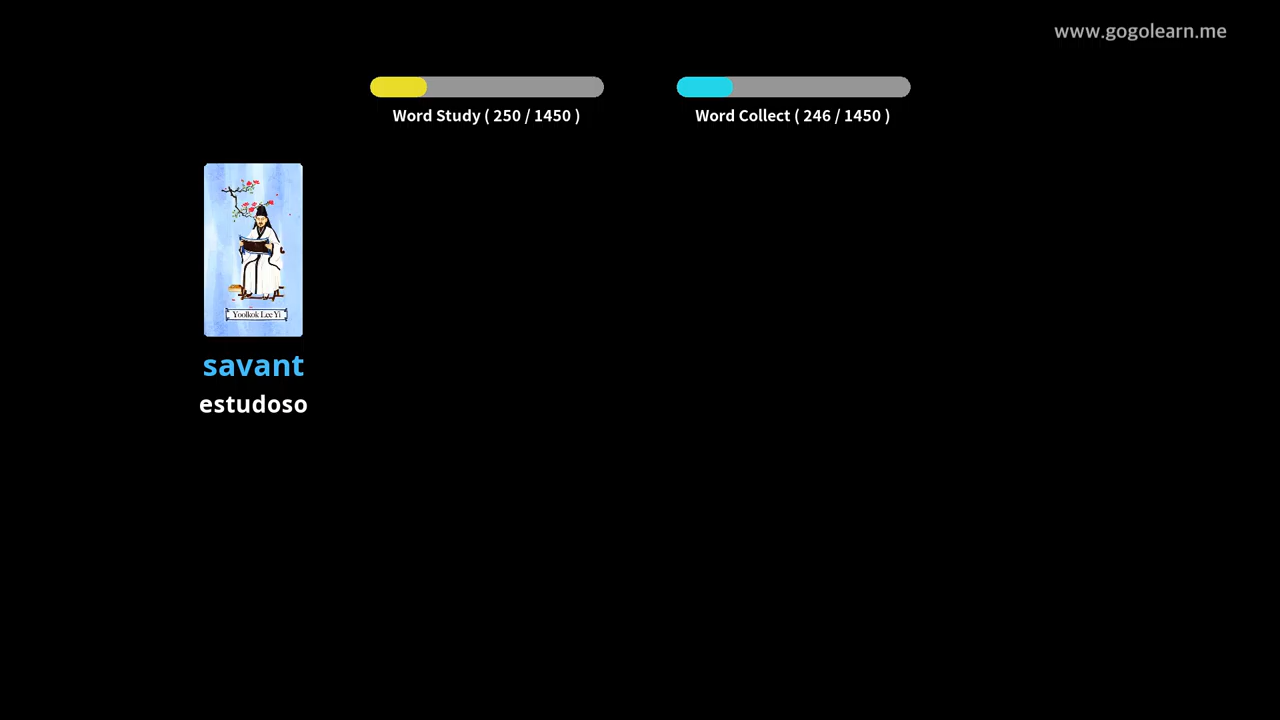 www.gogolearn.me
Word Study ( 250 / 1450 )
Word Collect ( 246 / 1450 )
Yoolkok Lee Yi
savant
estudoso